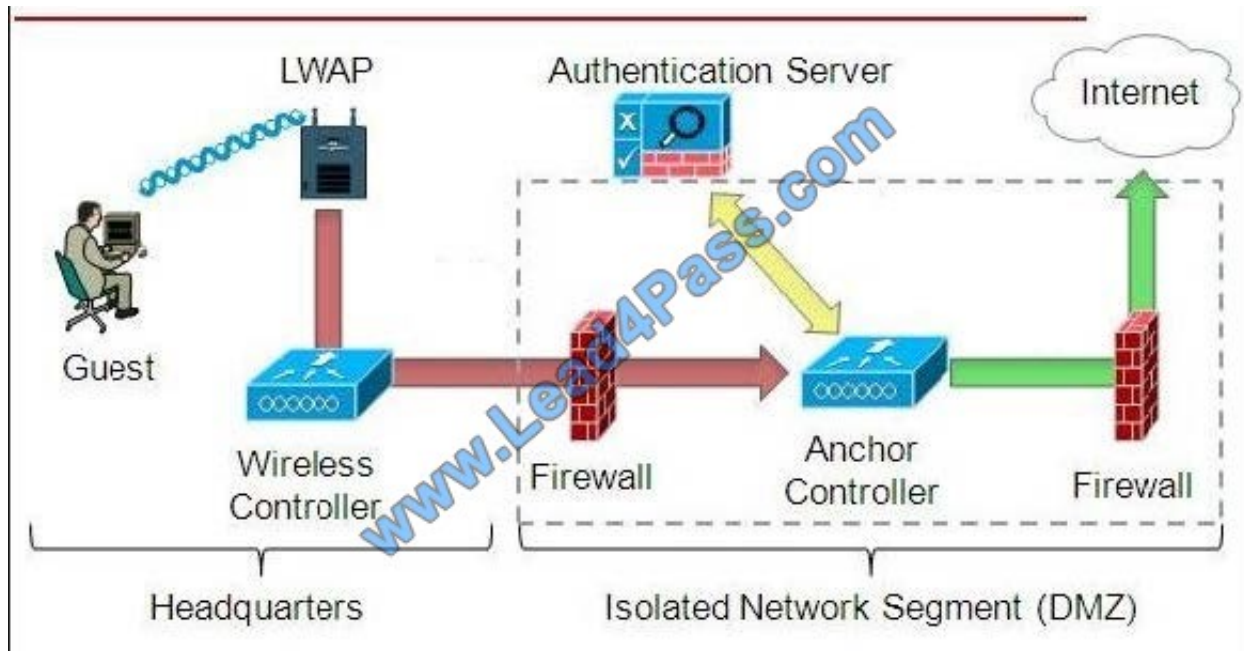 LWAP
Authentication Server
Internet
Guest
Wireless
Controller
Firewall
Anchor
Controller
Firewall
Headquarters
Isolated Network Segment (DMZ)
www.Lead4Pass.com